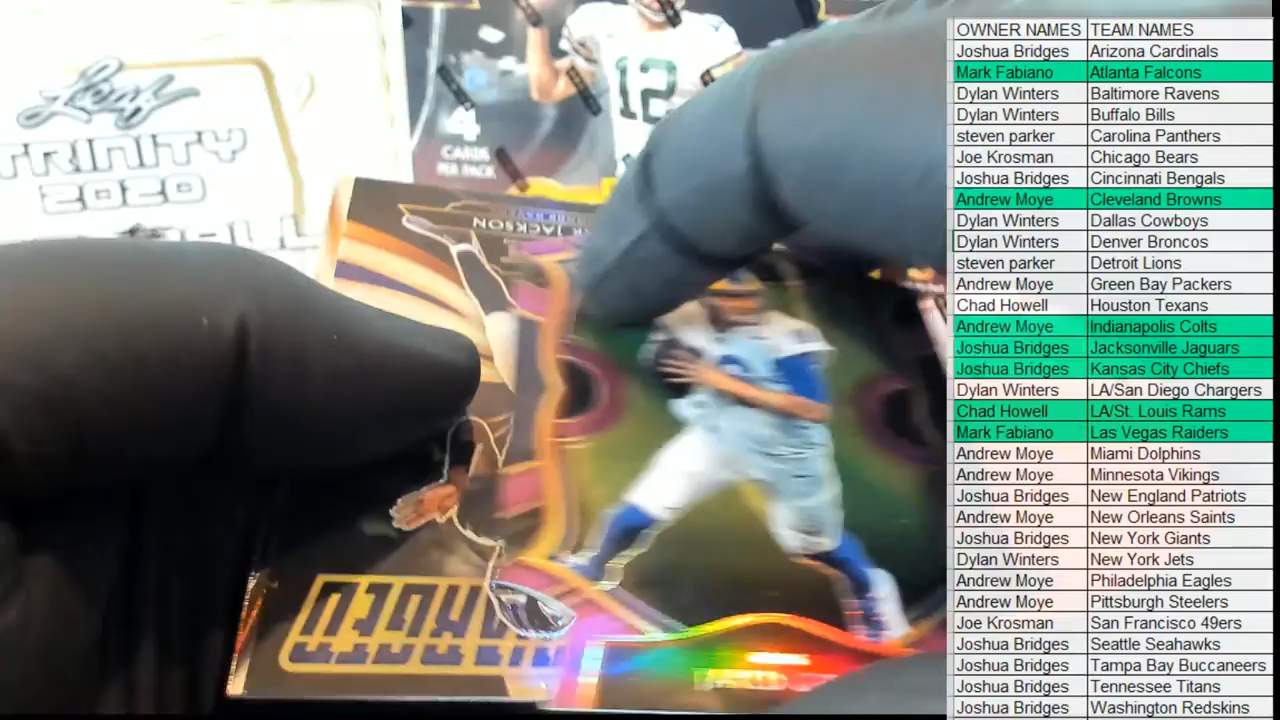 Leaf
TRINITY
2020
12
4
CARDS
PER PACK
JACKSON
OWNER NAMES TEAM NAMES
Joshua Bridges Arizona Cardinals
Mark Fabiano Atlanta Falcons
Dylan Winters Baltimore Ravens
Dylan Winters Buffalo Bills
steven parker Carolina Panthers
Joe Krosman Chicago Bears
Joshua Bridges Cincinnati Bengals
Andrew Moye Cleveland Browns
Dylan Winters Dallas Cowboys
Dylan Winters Denver Broncos
steven parker Detroit Lions
Andrew Moye Green Bay Packers
Chad Howell Houston Texans
Andrew Moye Indianapolis Colts
Joshua Bridges Jacksonville Jaguars
Joshua Bridges Kansas City Chiefs
Dylan Winters LA/San Diego Chargers
Chad Howell LA/St. Louis Rams
Mark Fabiano Las Vegas Raiders
Andrew Moye Miami Dolphins
Andrew Moye Minnesota Vikings
Joshua Bridges New England Patriots
Andrew Moye New Orleans Saints
Joshua Bridges New York Giants
Dylan Winters New York Jets
Andrew Moye Philadelphia Eagles
Andrew Moye Pittsburgh Steelers
Joe Krosman San Francisco 49ers
Joshua Bridges Seattle Seahawks
Joshua Bridges Tampa Bay Buccaneers
Joshua Bridges Tennessee Titans
Joshua Bridges Washington Redskins